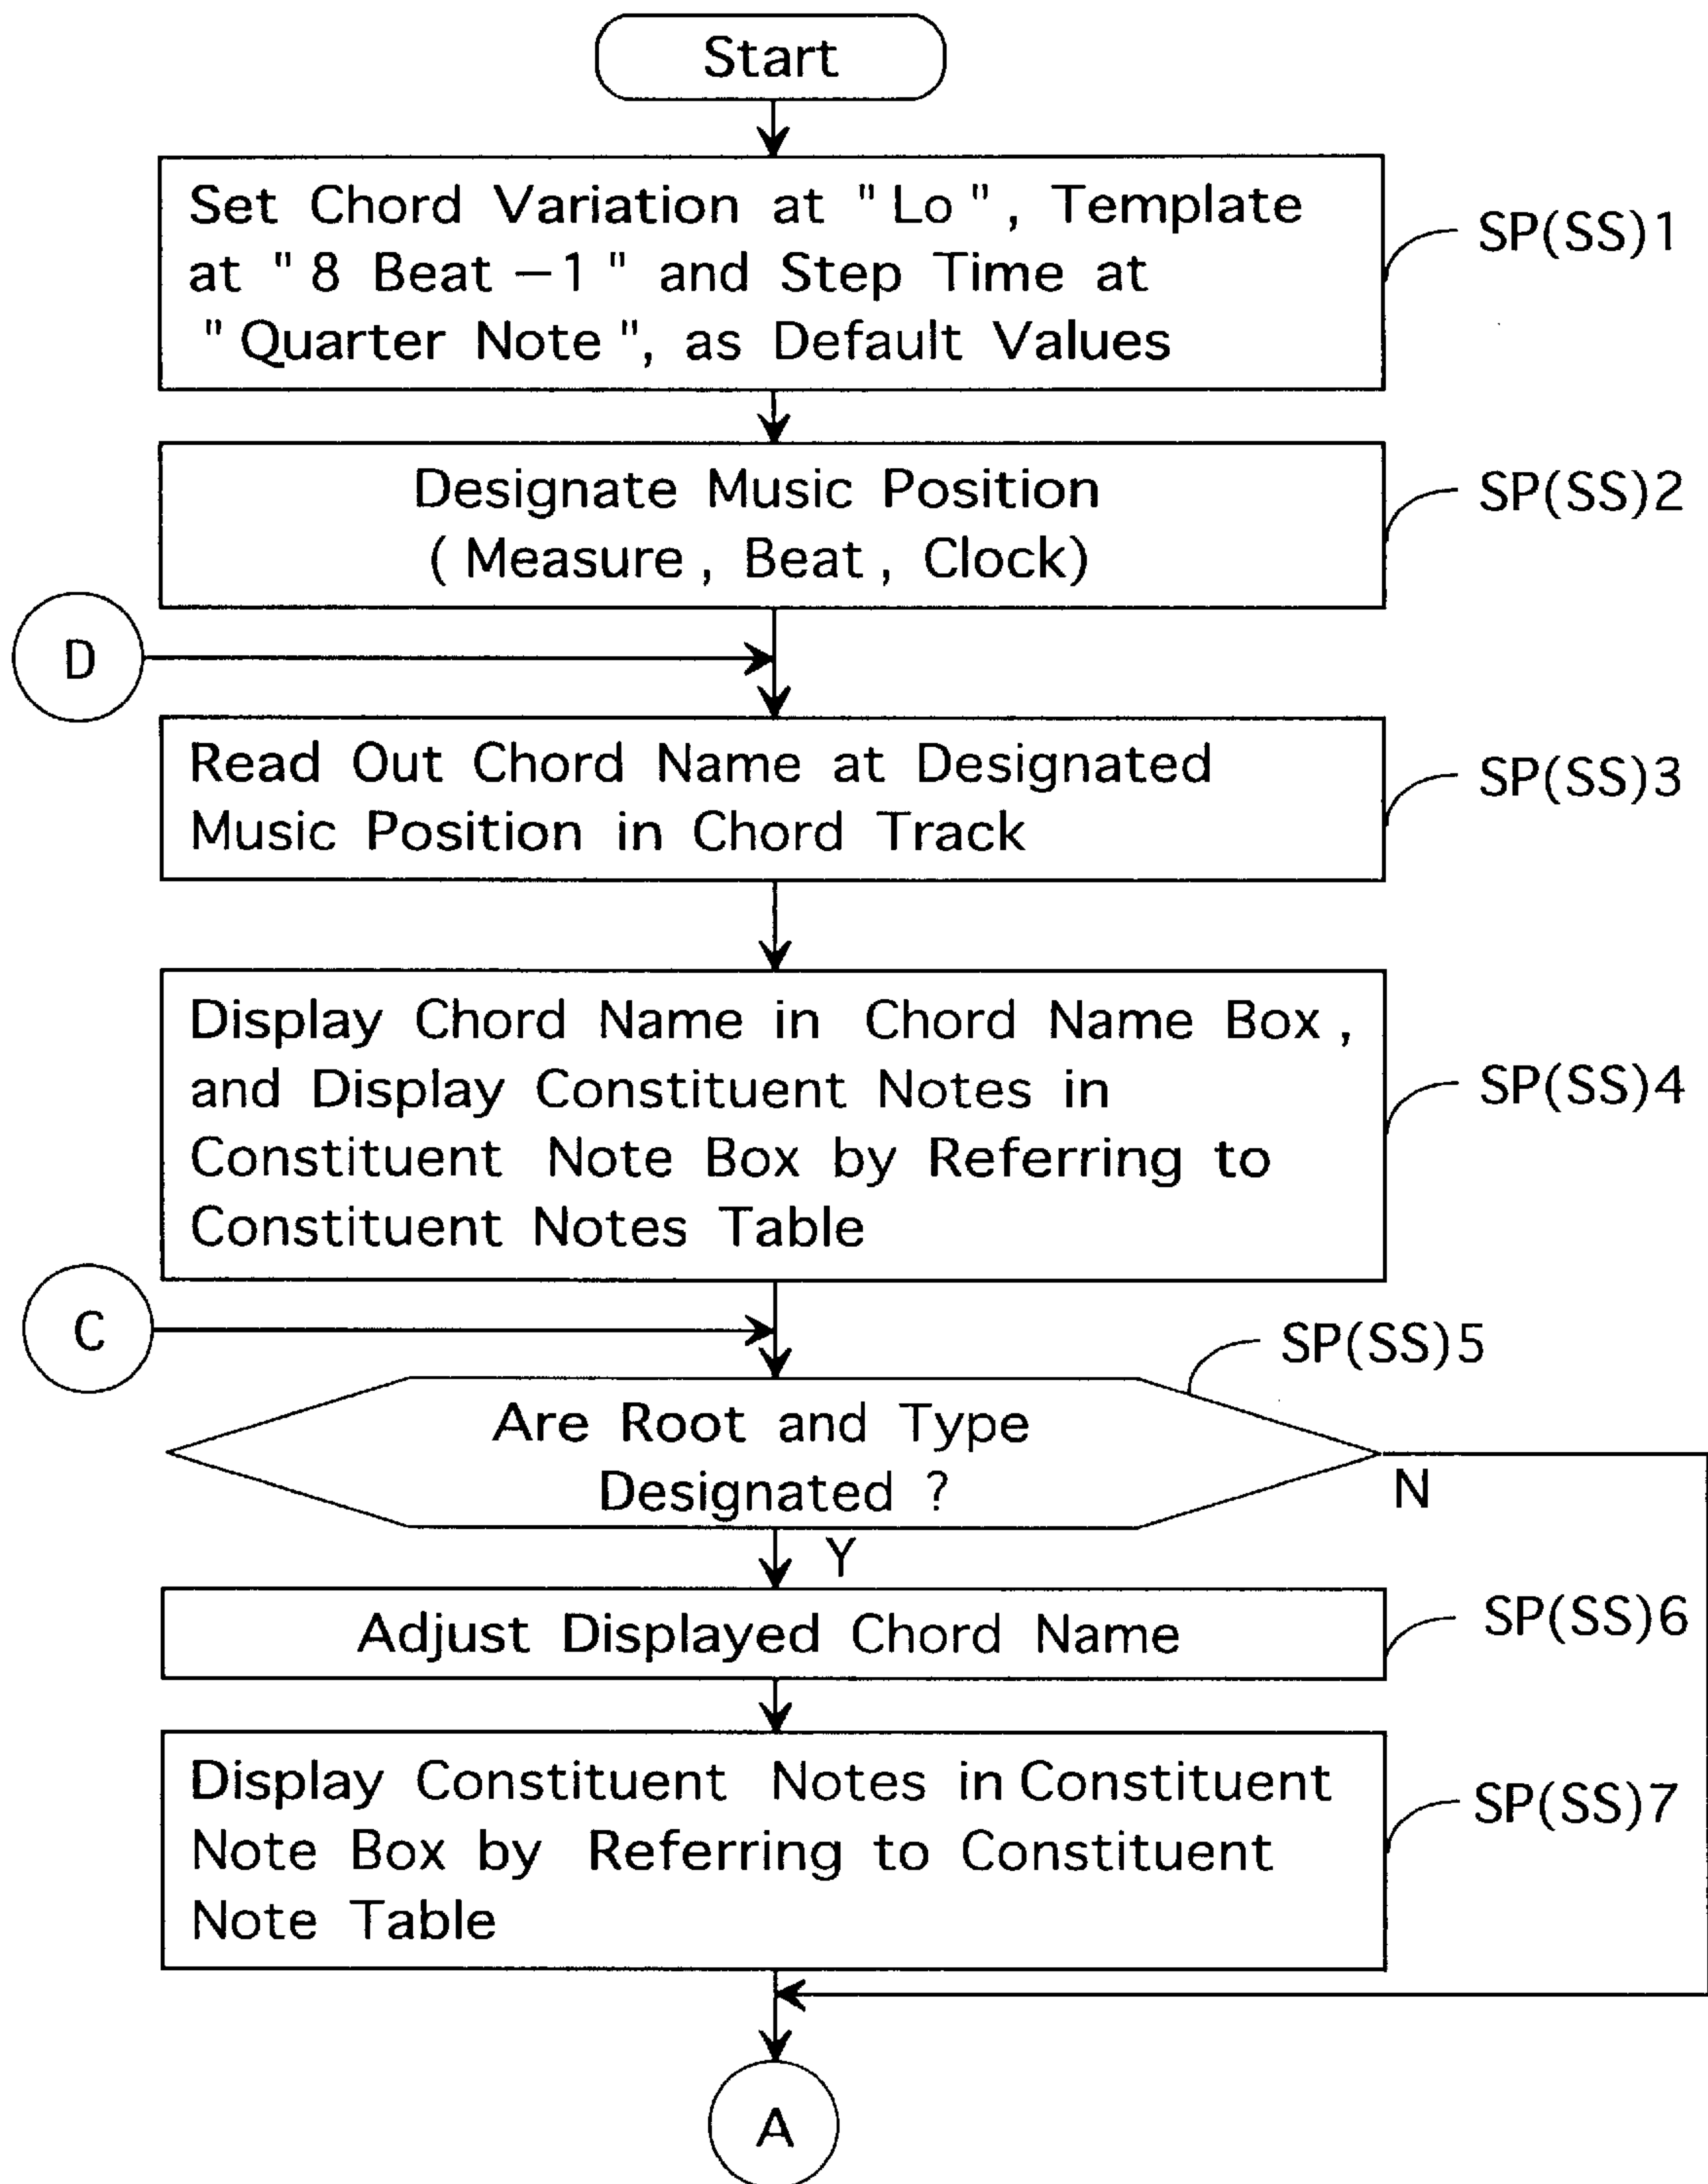 Start
Set Chord Variation at "Lo", Template
at "8 Beat −1" and Step Time at
"Quarter Note", as Default Values
SP(SS)1
Designate Music Position
(Measure, Beat, Clock)
SP(SS)2
D
Read Out Chord Name at Designated
Music Position in Chord Track
SP(SS)3
Display Chord Name in Chord Name Box,
and Display Constituent Notes in
Constituent Note Box by Referring to
Constituent Notes Table
SP(SS)4
C
SP(SS)5
Are Root and Type
Designated ?
N
Y
Adjust Displayed Chord Name
SP(SS)6
Display Constituent Notes in Constituent
Note Box by Referring to Constituent
Note Table
SP(SS)7
A